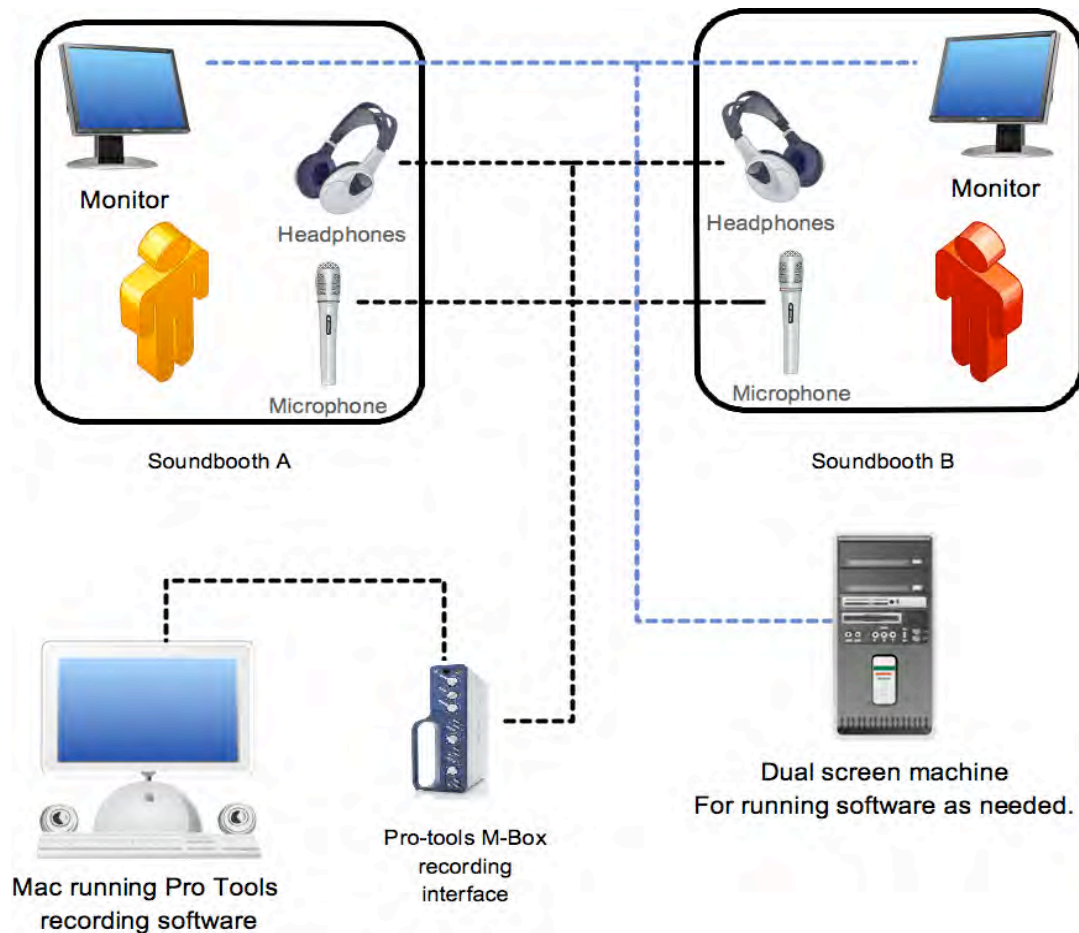 Monitor
Headphones
Microphone
Soundbooth A
Headphones
Monitor
Microphone
Soundbooth B
Mac running Pro Tools
recording software
Pro-tools M-Box
recording
interface
Dual screen machine
For running software as needed.